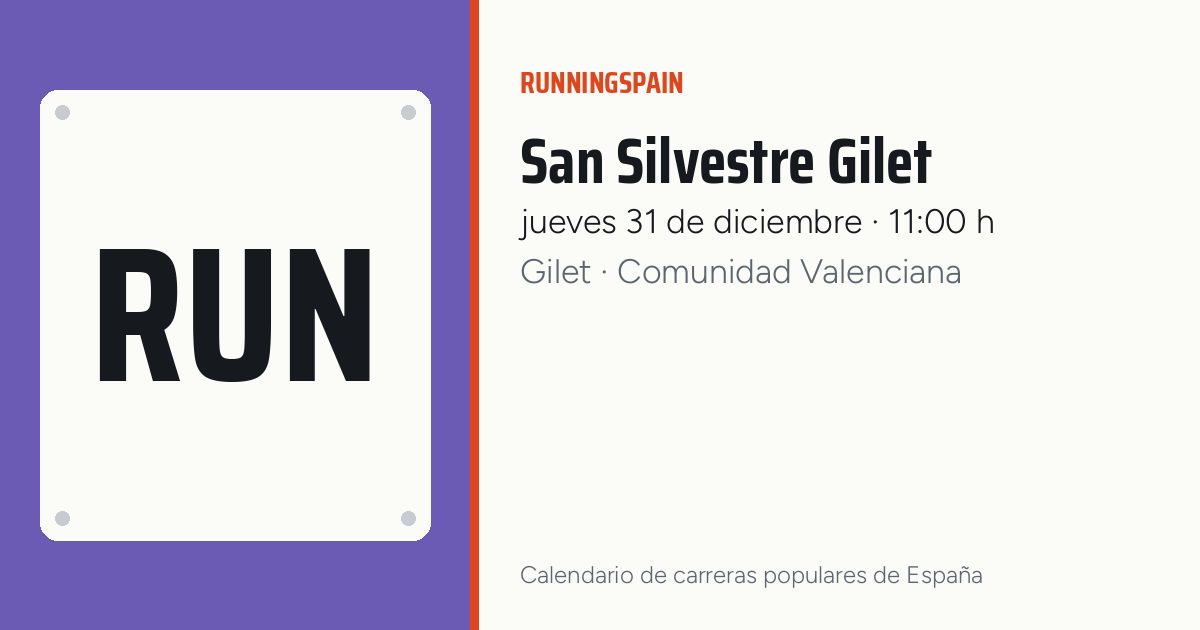 RUN
RUNNINGSPAIN
San Silvestre Gilet
jueves 31 de diciembre · 11:00 h
Gilet · Comunidad Valenciana
Calendario de carreras populares de España